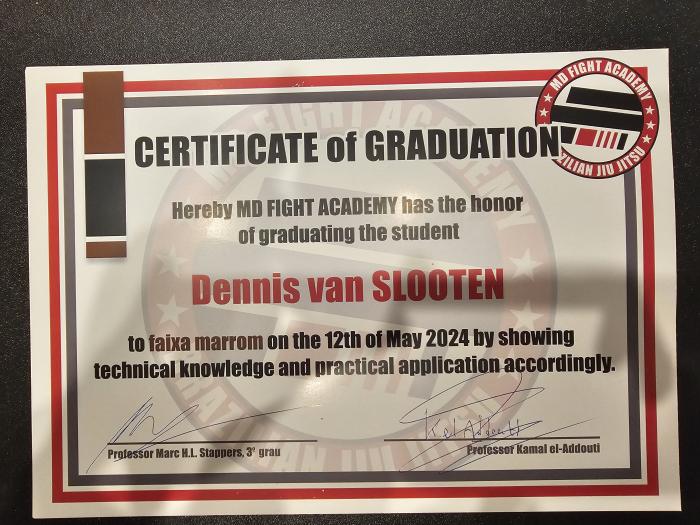 MD FIGHT ACADEMY
ZILIAN JIU JITSU
CERTIFICATE of GRADUATION
Hereby MD FIGHT ACADEMY has the honor
of graduating the student
Dennis van SLOOTEN
to faixa marrom on the 12th of May 2024 by showing
technical knowledge and practical application accordingly.
Professor Marc H.L. Stappers, 3º grau
Professor Kamal el-Addouti